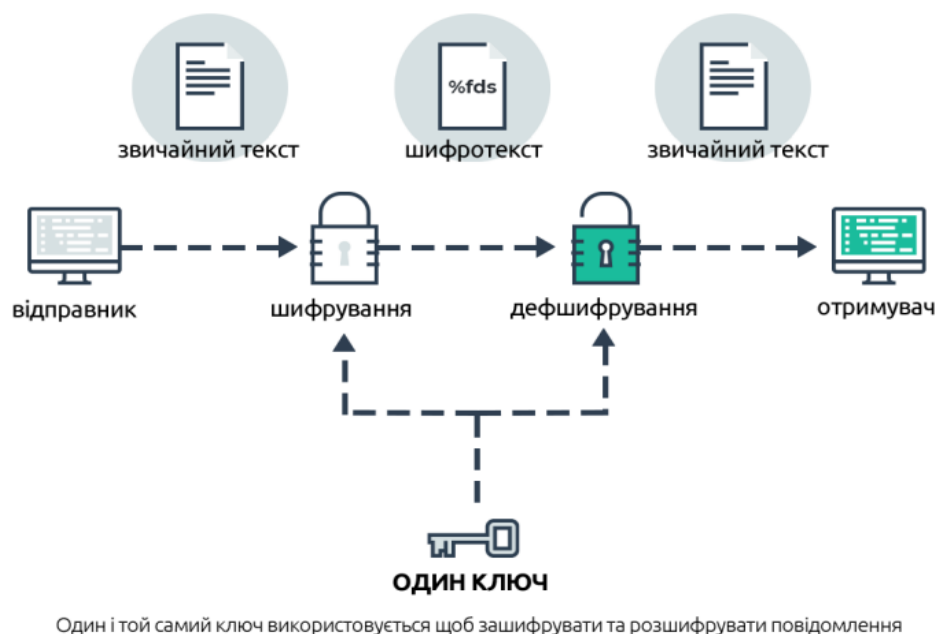 %fds
звичайний текст
шифротекст
звичайний текст
відправник
шифрування
дефшифрування
отримувач
ОДИН КЛЮЧ
Один і той самий ключ використовується щоб зашифрувати та розшифрувати повідомлення